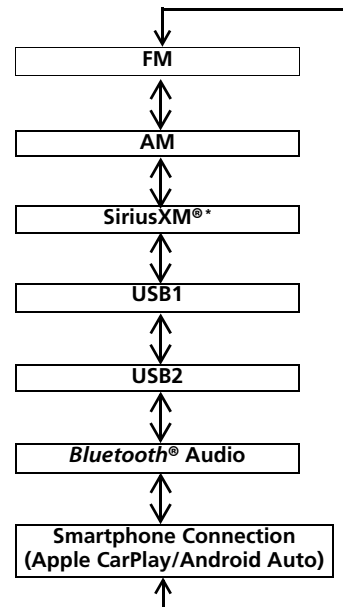 FM
AM
SiriusXM®*
USB1
USB2
Bluetooth® Audio
Smartphone Connection
(Apple CarPlay/Android Auto)